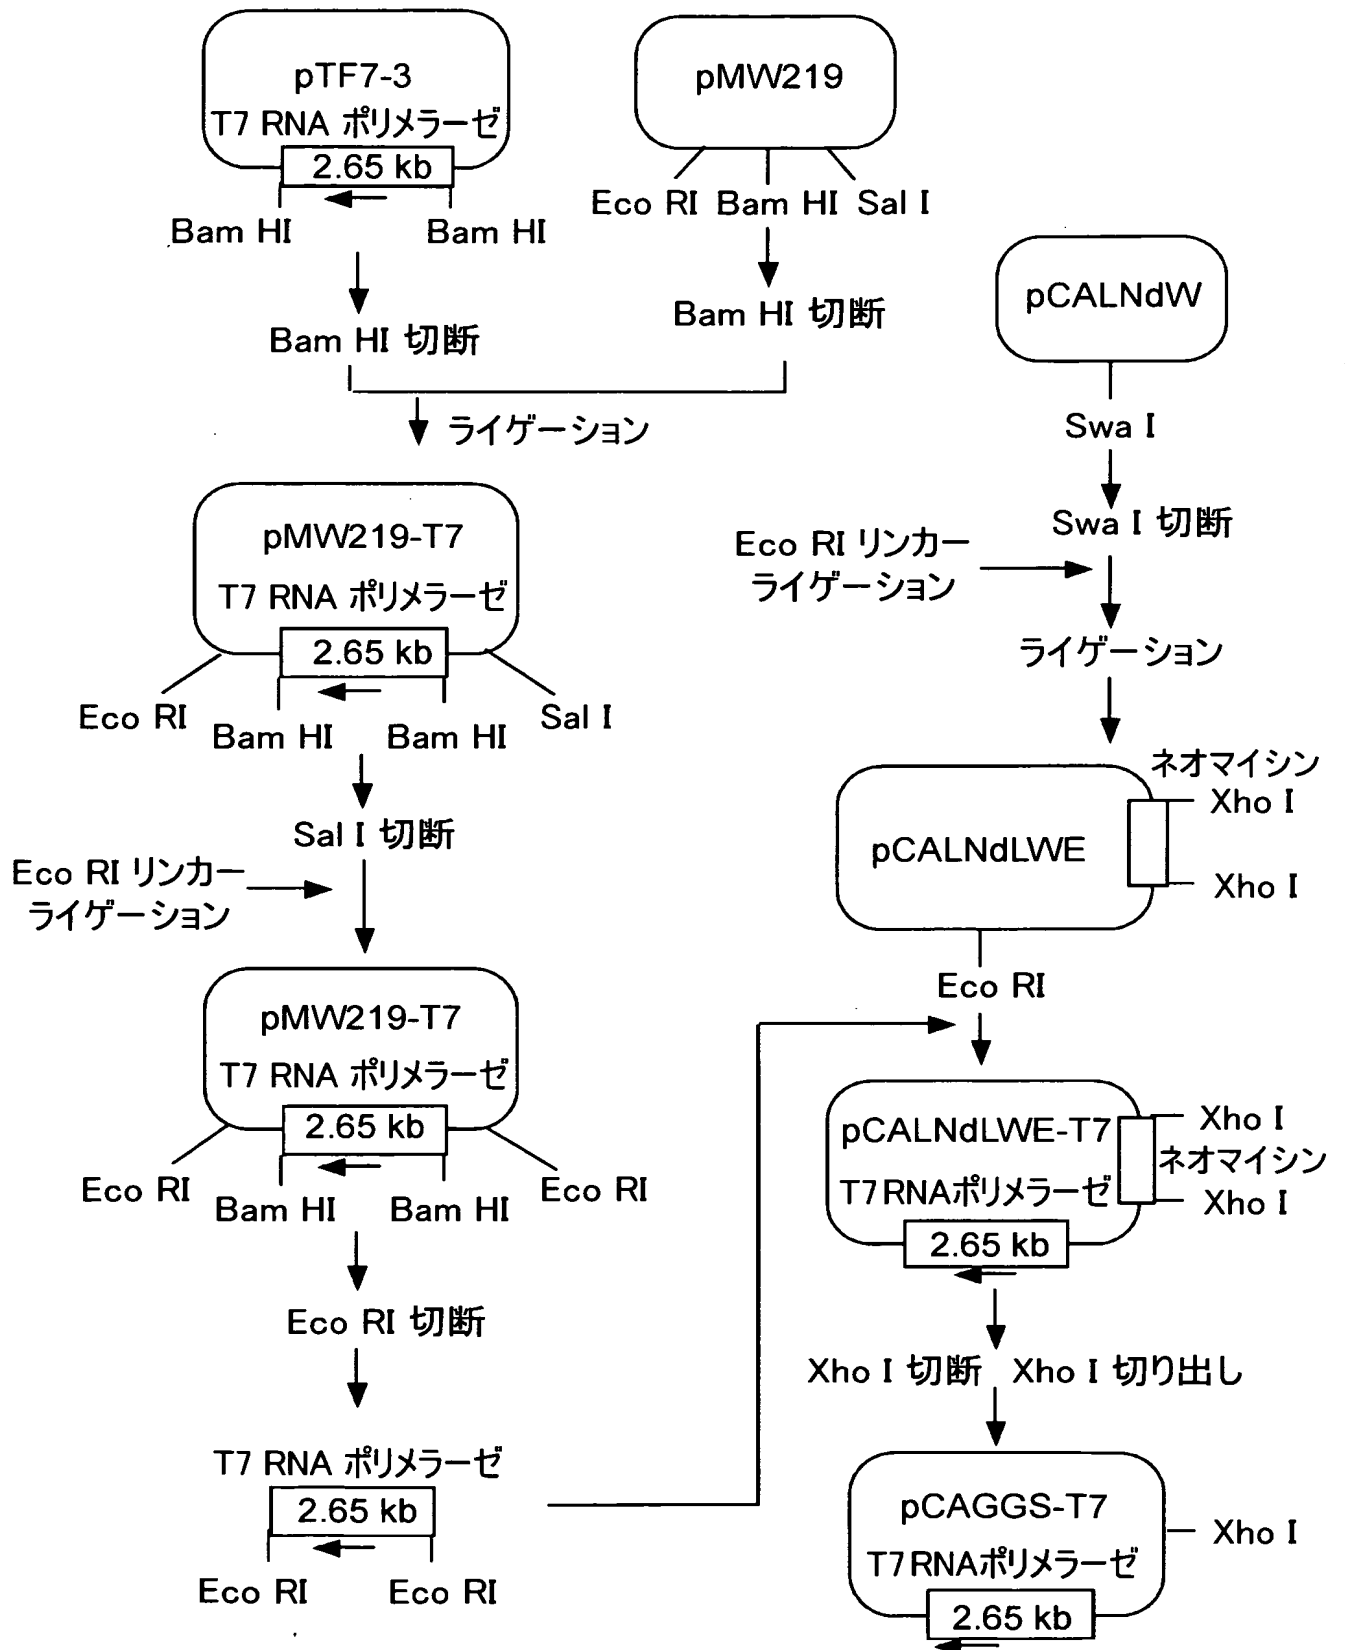 pTF7-3
T7 RNA ポリメラーゼ
2.65 kb
Bam HI
Bam HI
Bam HI 切断
pMW219
Eco RI Bam HI Sal I
Bam HI 切断
ライゲーション
pMW219-T7
T7 RNA ポリメラーゼ
2.65 kb
Eco RI
Bam HI
Bam HI
Sal I
Sal I 切断
Eco RI リンカー
ライゲーション
pMW219-T7
T7 RNA ポリメラーゼ
2.65 kb
Eco RI
Bam HI
Bam HI
Eco RI
Eco RI 切断
T7 RNA ポリメラーゼ
2.65 kb
Eco RI
Eco RI
pCALNdW
Swa I
Swa I 切断
Eco RI リンカー
ライゲーション
ライゲーション
ネオマイシン
Xho I
pCALNdLWE
Xho I
Eco RI
pCALNdLWE-T7
T7RNAポリメラーゼ
2.65 kb
Xho I
ネオマイシン
Xho I
Xho I 切断
Xho I 切り出し
pCAGGS-T7
T7RNAポリメラーゼ
2.65 kb
Xho I